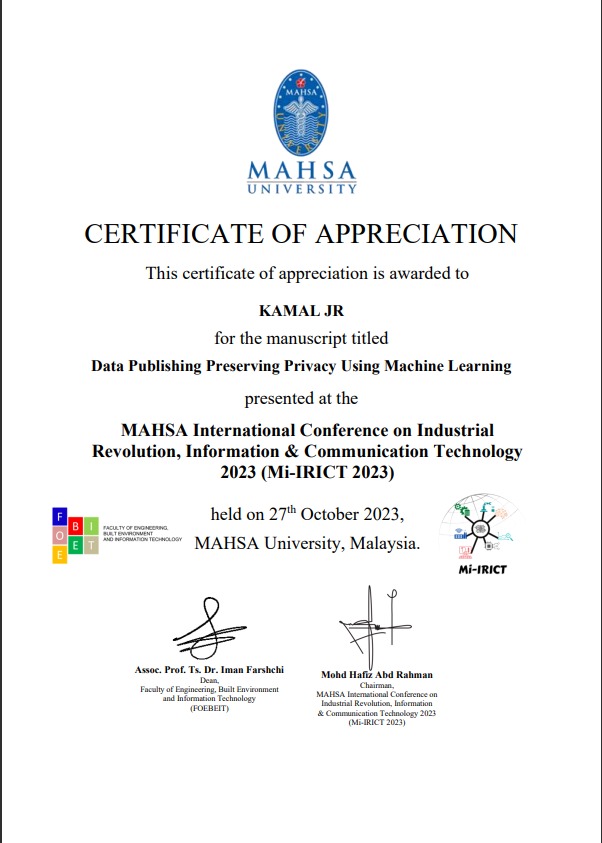 MAHSA
UNIVERSITY
MAHSA
UNIVERSITY
CERTIFICATE OF APPRECIATION
This certificate of appreciation is awarded to
KAMAL JR
for the manuscript titled
Data Publishing Preserving Privacy Using Machine Learning
presented at the
MAHSA International Conference on Industrial
Revolution, Information & Communication Technology
2023 (Mi-IRICT 2023)
held on 27th October 2023,
MAHSA University, Malaysia.
F
B I
O E T
E
FACULTY OF ENGINEERING,
BUILT ENVIRONMENT
AND INFORMATION TECHNOLOGY
Mi-IRICT
Assoc. Prof. Ts. Dr. Iman Farshchi
Dean,
Faculty of Engineering, Built Environment
and Information Technology
(FOEBEIT)
Mohd Hafiz Abd Rahman
Chairman,
MAHSA International Conference on
Industrial Revolution, Information
& Communication Technology 2023
(Mi-IRICT 2023)